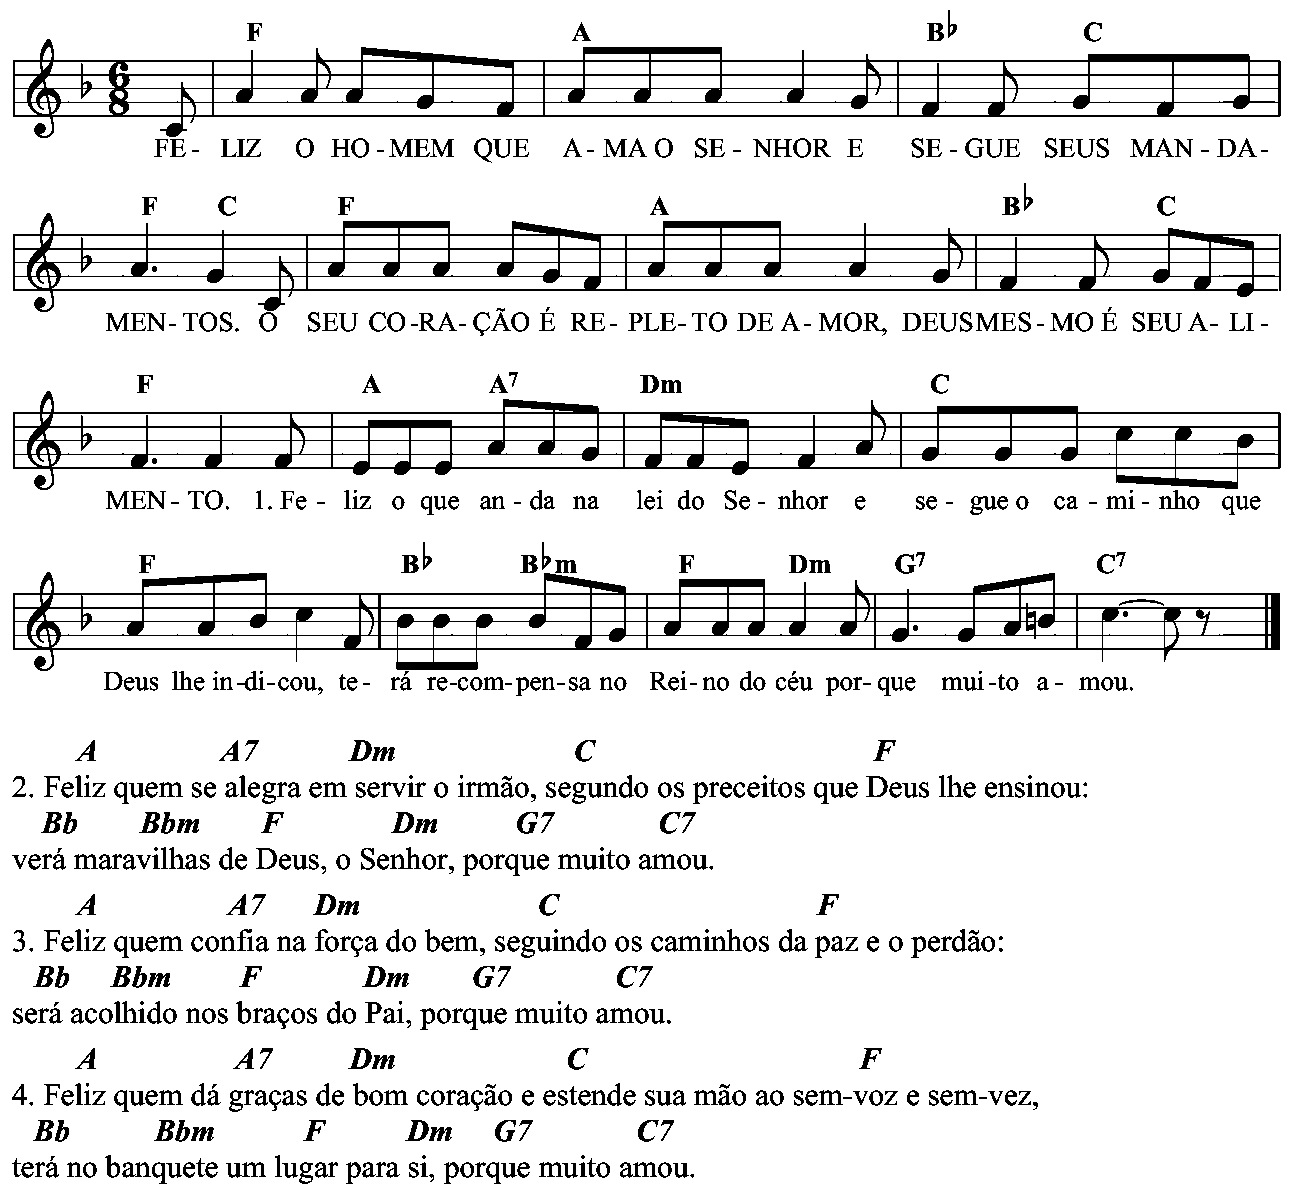 F A B♭ C
6
8
FE- LIZ O HO-MEM QUE A-MA O SE-NHOR E SE-GUE SEUS MAN-DA-
F C F A B♭ C
MEN-TOS. O SEU CO-RA-ÇÃO É RE-PLE-TO DE A-MOR, DEUS MES-MO É SEU A-LI-
F A A7 Dm C
MEN-TO. 1. Fe-liz o que an-da na lei do Se-nhor e se-gue o ca-mi-nho que
F B♭ B♭m F Dm G7 C7
Deus lhe in-di-cou, te-rá re-com-pen-sa no Rei-no do céu por-que mui-to a-mou.
A A7 Dm C F
2. Feliz quem se alegra em servir o irmão, segundo os preceitos que Deus lhe ensinou:
Bb Bbm F Dm G7 C7
verá maravilhas de Deus, o Senhor, porque muito amou.
A A7 Dm C F
3. Feliz quem confia na força do bem, seguindo os caminhos da paz e o perdão:
Bb Bbm F Dm G7 C7
será acolhido nos braços do Pai, porque muito amou.
A A7 Dm C F
4. Feliz quem dá graças de bom coração e estende sua mão ao sem-voz e sem-vez,
Bb Bbm F Dm G7 C7
terá no banquete um lugar para si, porque muito amou.